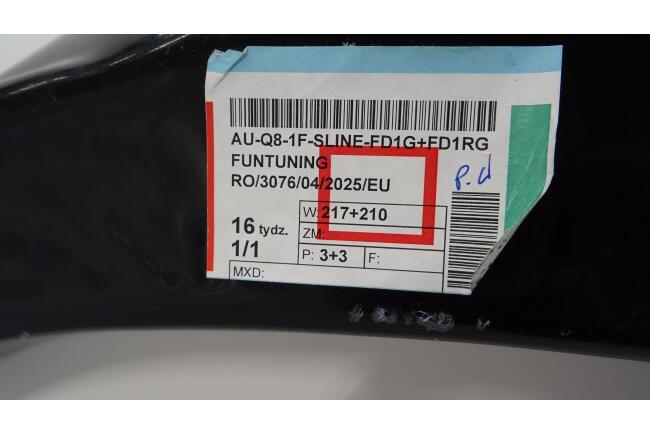 AU-Q8-1F-SLINE-FD1G+FD1RG
FUNTUNING
RO/3076/04/2025/EU
p.d
16 tydz.
W: 217+210
ZM:
1/1
P: 3+3 F:
MXD: